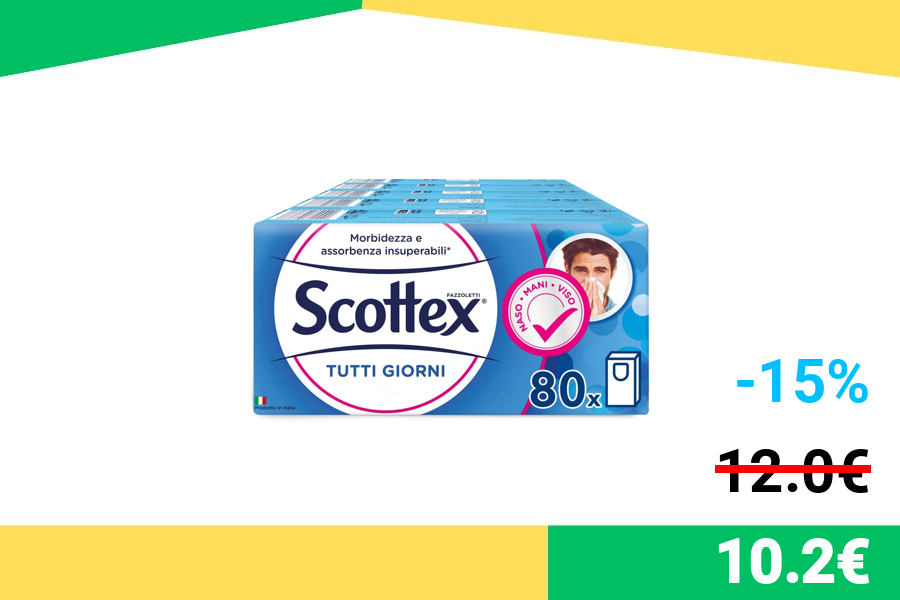 Morbidezza e
assorbenza insuperabili*
FAZZOLETTI
Scottex®
TUTTI GIORNI
NASO • MANI • VISO
80x
Prodotto in Italia
-15%
12.0€
10.2€